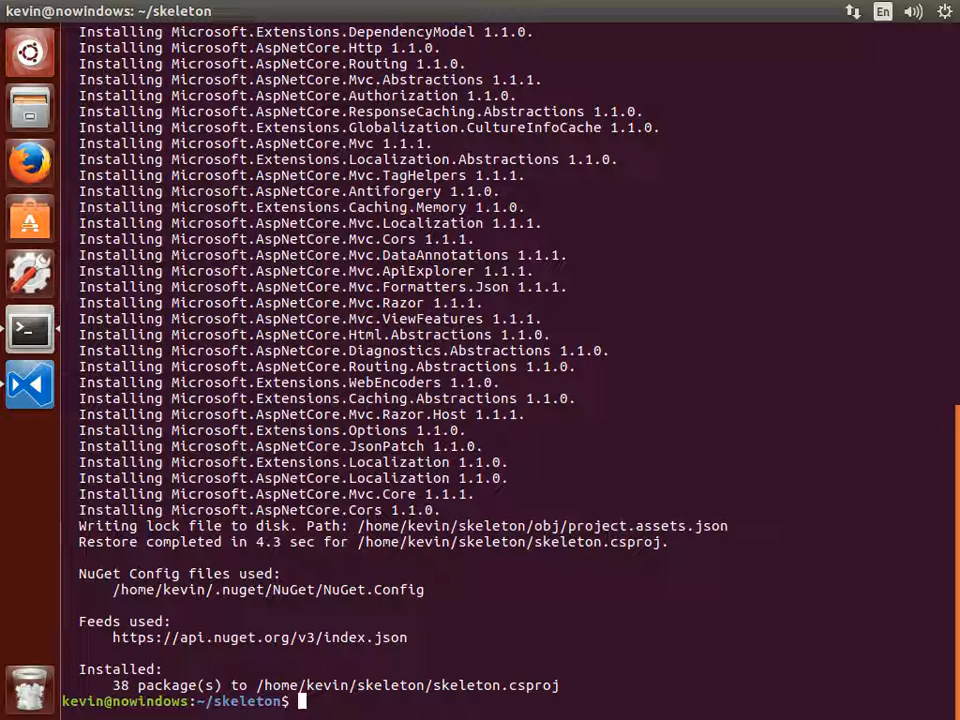 kevin@nowindows: ~/skeleton
En
Installing Microsoft.Extensions.DependencyModel 1.1.0.
Installing Microsoft.AspNetCore.Http 1.1.0.
Installing Microsoft.AspNetCore.Routing 1.1.0.
Installing Microsoft.AspNetCore.Mvc.Abstractions 1.1.1.
Installing Microsoft.AspNetCore.Authorization 1.1.0.
Installing Microsoft.AspNetCore.ResponseCaching.Abstractions 1.1.0.
Installing Microsoft.Extensions.Globalization.CultureInfoCache 1.1.0.
Installing Microsoft.AspNetCore.Mvc 1.1.1.
Installing Microsoft.Extensions.Localization.Abstractions 1.1.0.
Installing Microsoft.AspNetCore.Mvc.TagHelpers 1.1.1.
Installing Microsoft.AspNetCore.Antiforgery 1.1.0.
Installing Microsoft.Extensions.Caching.Memory 1.1.0.
Installing Microsoft.AspNetCore.Mvc.Localization 1.1.1.
Installing Microsoft.AspNetCore.Mvc.Cors 1.1.1.
Installing Microsoft.AspNetCore.Mvc.DataAnnotations 1.1.1.
Installing Microsoft.AspNetCore.Mvc.ApiExplorer 1.1.1.
Installing Microsoft.AspNetCore.Mvc.Formatters.Json 1.1.1.
Installing Microsoft.AspNetCore.Mvc.Razor 1.1.1.
Installing Microsoft.AspNetCore.Mvc.ViewFeatures 1.1.1.
Installing Microsoft.AspNetCore.Html.Abstractions 1.1.0.
Installing Microsoft.AspNetCore.Diagnostics.Abstractions 1.1.0.
Installing Microsoft.AspNetCore.Routing.Abstractions 1.1.0.
Installing Microsoft.Extensions.WebEncoders 1.1.0.
Installing Microsoft.Extensions.Caching.Abstractions 1.1.0.
Installing Microsoft.AspNetCore.Mvc.Razor.Host 1.1.1.
Installing Microsoft.Extensions.Options 1.1.0.
Installing Microsoft.AspNetCore.JsonPatch 1.1.0.
Installing Microsoft.Extensions.Localization 1.1.0.
Installing Microsoft.AspNetCore.Localization 1.1.0.
Installing Microsoft.AspNetCore.Mvc.Core 1.1.1.
Installing Microsoft.AspNetCore.Cors 1.1.0.
Writing lock file to disk. Path: /home/kevin/skeleton/obj/project.assets.json
Restore completed in 4.3 sec for /home/kevin/skeleton/skeleton.csproj.
NuGet Config files used:
/home/kevin/.nuget/NuGet/NuGet.Config
Feeds used:
https://api.nuget.org/v3/index.json
Installed:
38 package(s) to /home/kevin/skeleton/skeleton.csproj
kevin@nowindows:~/skeleton$